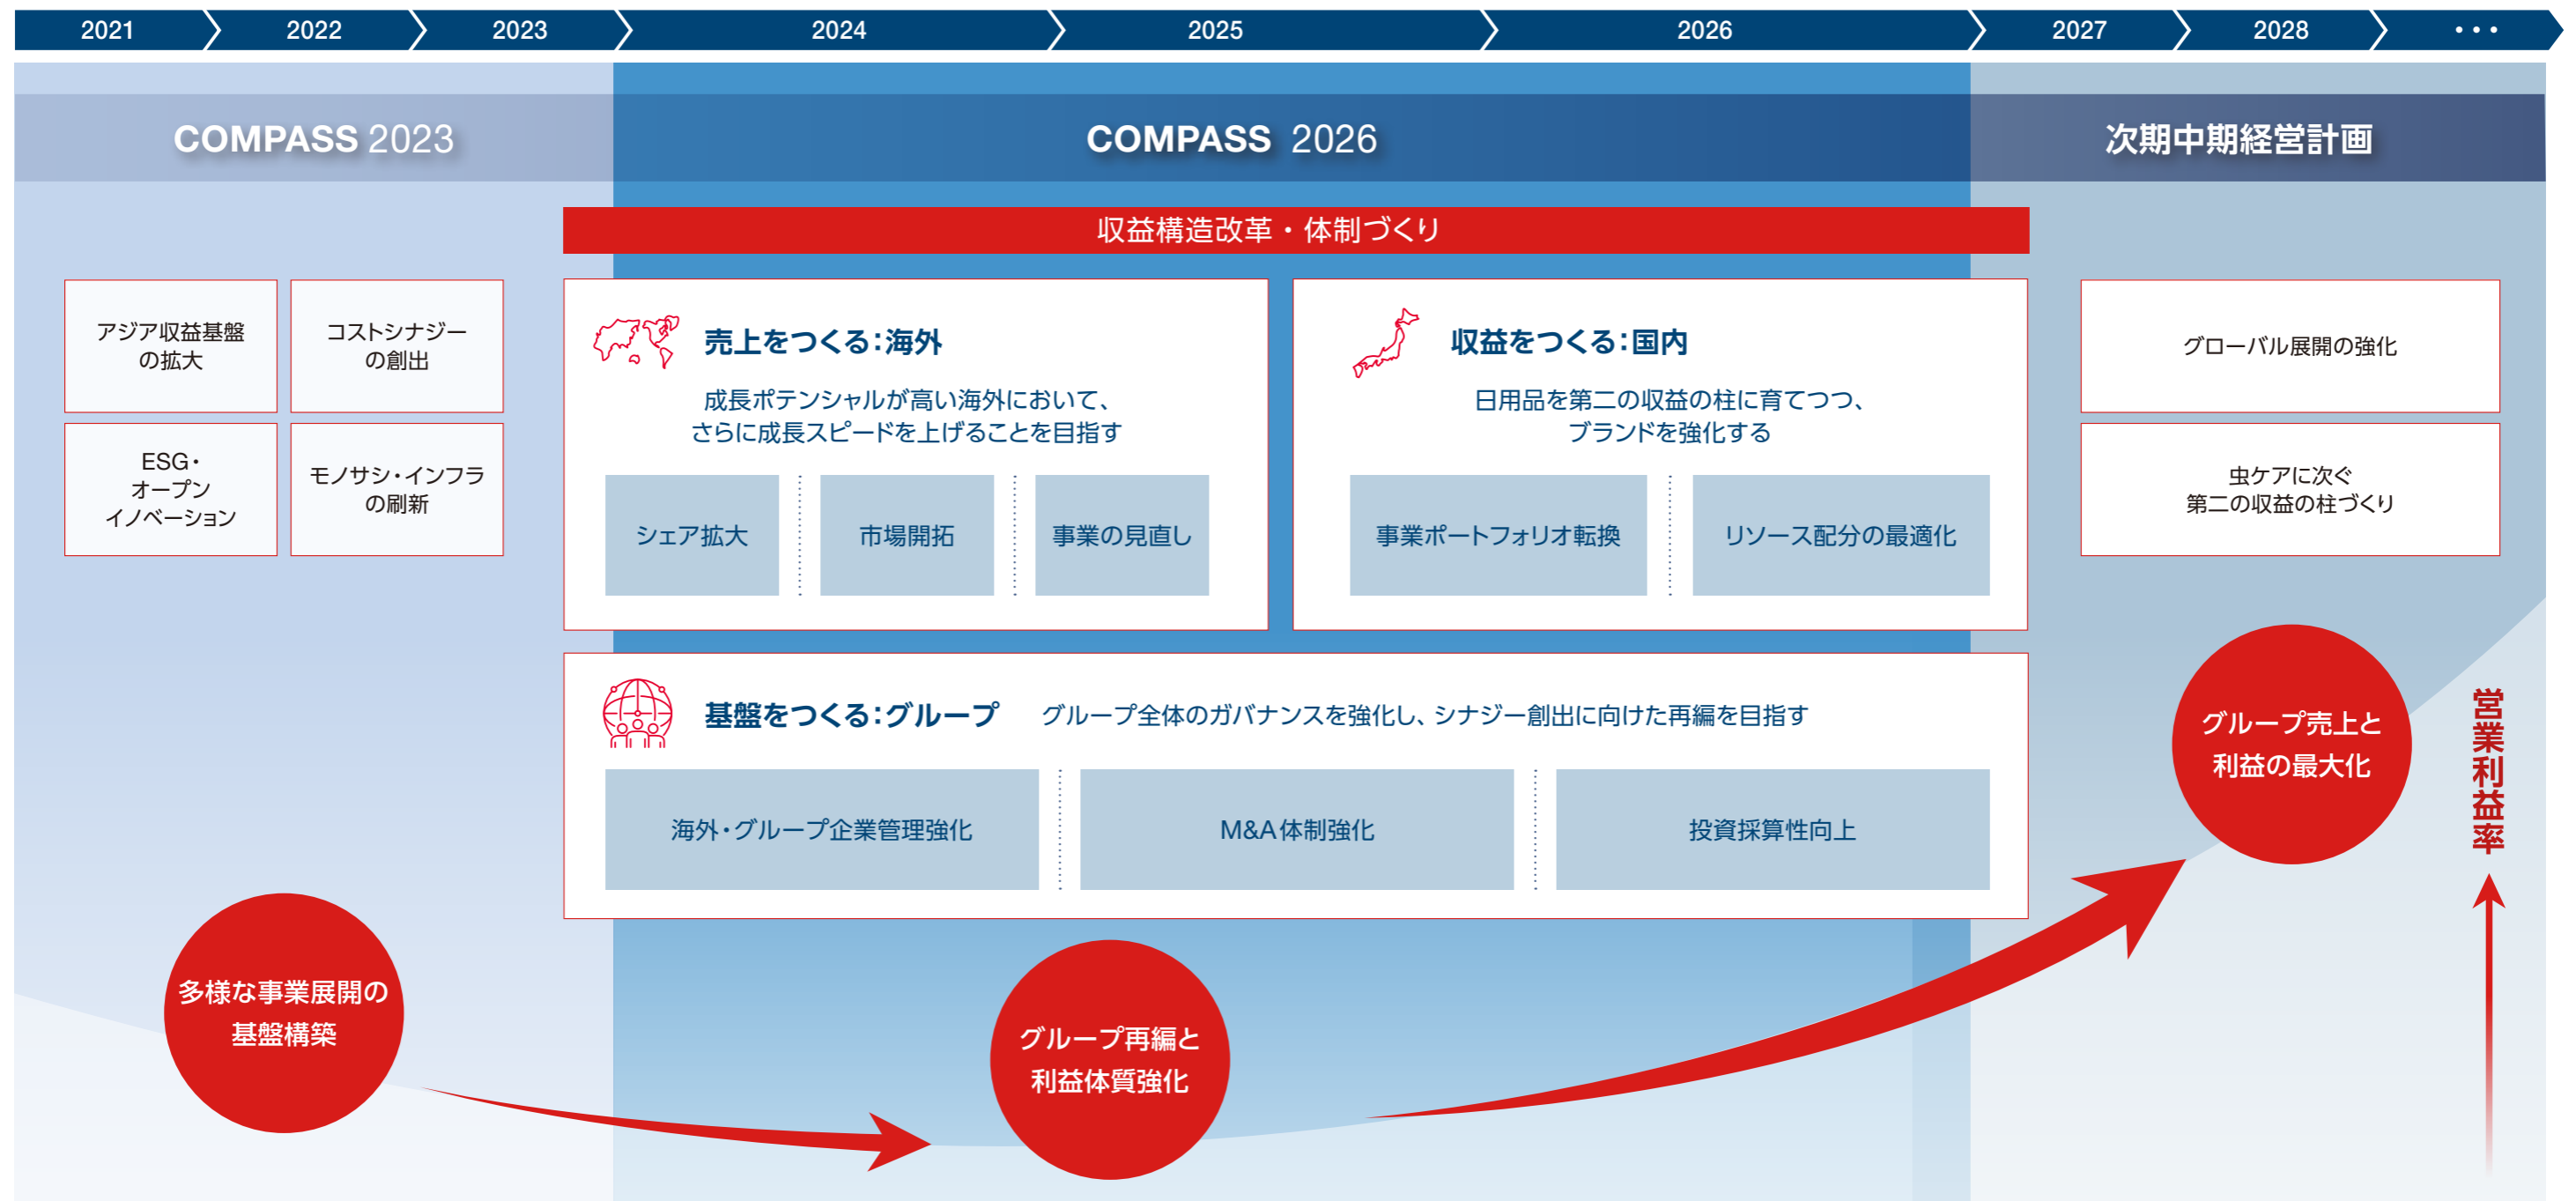 2021
2022
2023
2024
2025
2026
2027
2028
・・・
COMPASS 2023
COMPASS 2026
次期中期経営計画
収益構造改革・体制づくり
アジア収益基盤
の拡大
コストシナジー
の創出
ESG・
オープン
イノベーション
モノサシ・インフラ
の刷新
売上をつくる：海外
成長ポテンシャルが高い海外において、
さらに成長スピードを上げることを目指す
シェア拡大
市場開拓
事業の見直し
収益をつくる：国内
日用品を第二の収益の柱に育てつつ、
ブランドを強化する
事業ポートフォリオ転換
リソース配分の最適化
基盤をつくる：グループ
グループ全体のガバナンスを強化し、シナジー創出に向けた再編を目指す
海外・グループ企業管理強化
M&A体制強化
投資採算性向上
グローバル展開の強化
虫ケアに次ぐ
第二の収益の柱づくり
多様な事業展開の
基盤構築
グループ再編と
利益体質強化
グループ売上と
利益の最大化
営業利益率